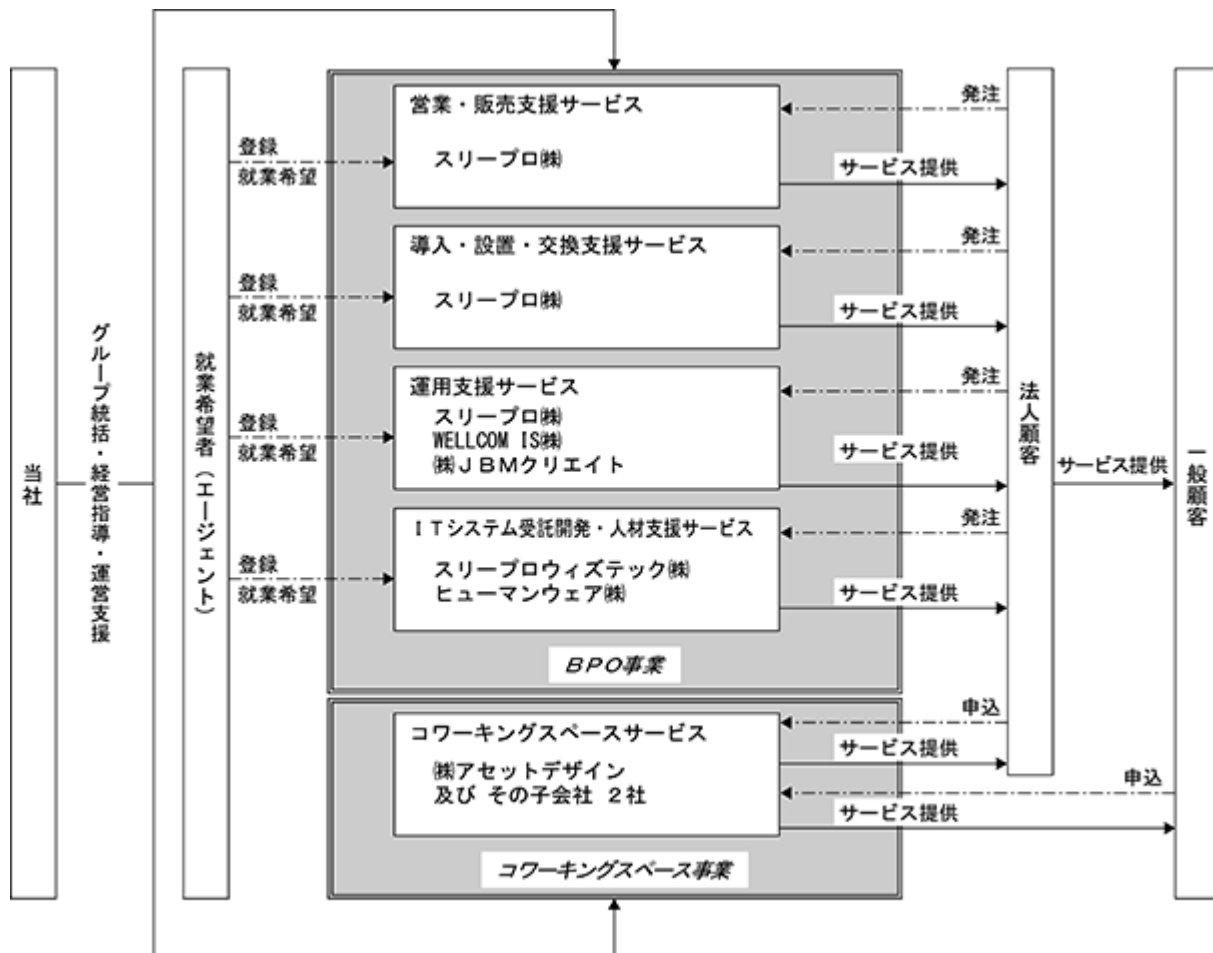 当社
グループ統括・経営指導・運営支援
就業希望者(エージェント)
登録
就業希望
営業・販売支援サービス
スリープロ㈱
発注
サービス提供
登録
就業希望
導入・設置・交換支援サービス
スリープロ㈱
発注
サービス提供
登録
就業希望
運用支援サービス
スリープロ㈱
WELLCOM IS㈱
㈱JBMクリエイト
発注
サービス提供
登録
就業希望
ITシステム受託開発・人材支援サービス
スリープロウィズテック㈱
ヒューマンウェア㈱
発注
サービス提供
BPO事業
コワーキングスペースサービス
㈱アセットデザイン
及び その子会社 2社
申込
サービス提供
申込
サービス提供
コワーキングスペース事業
法人顧客
サービス提供
一般顧客